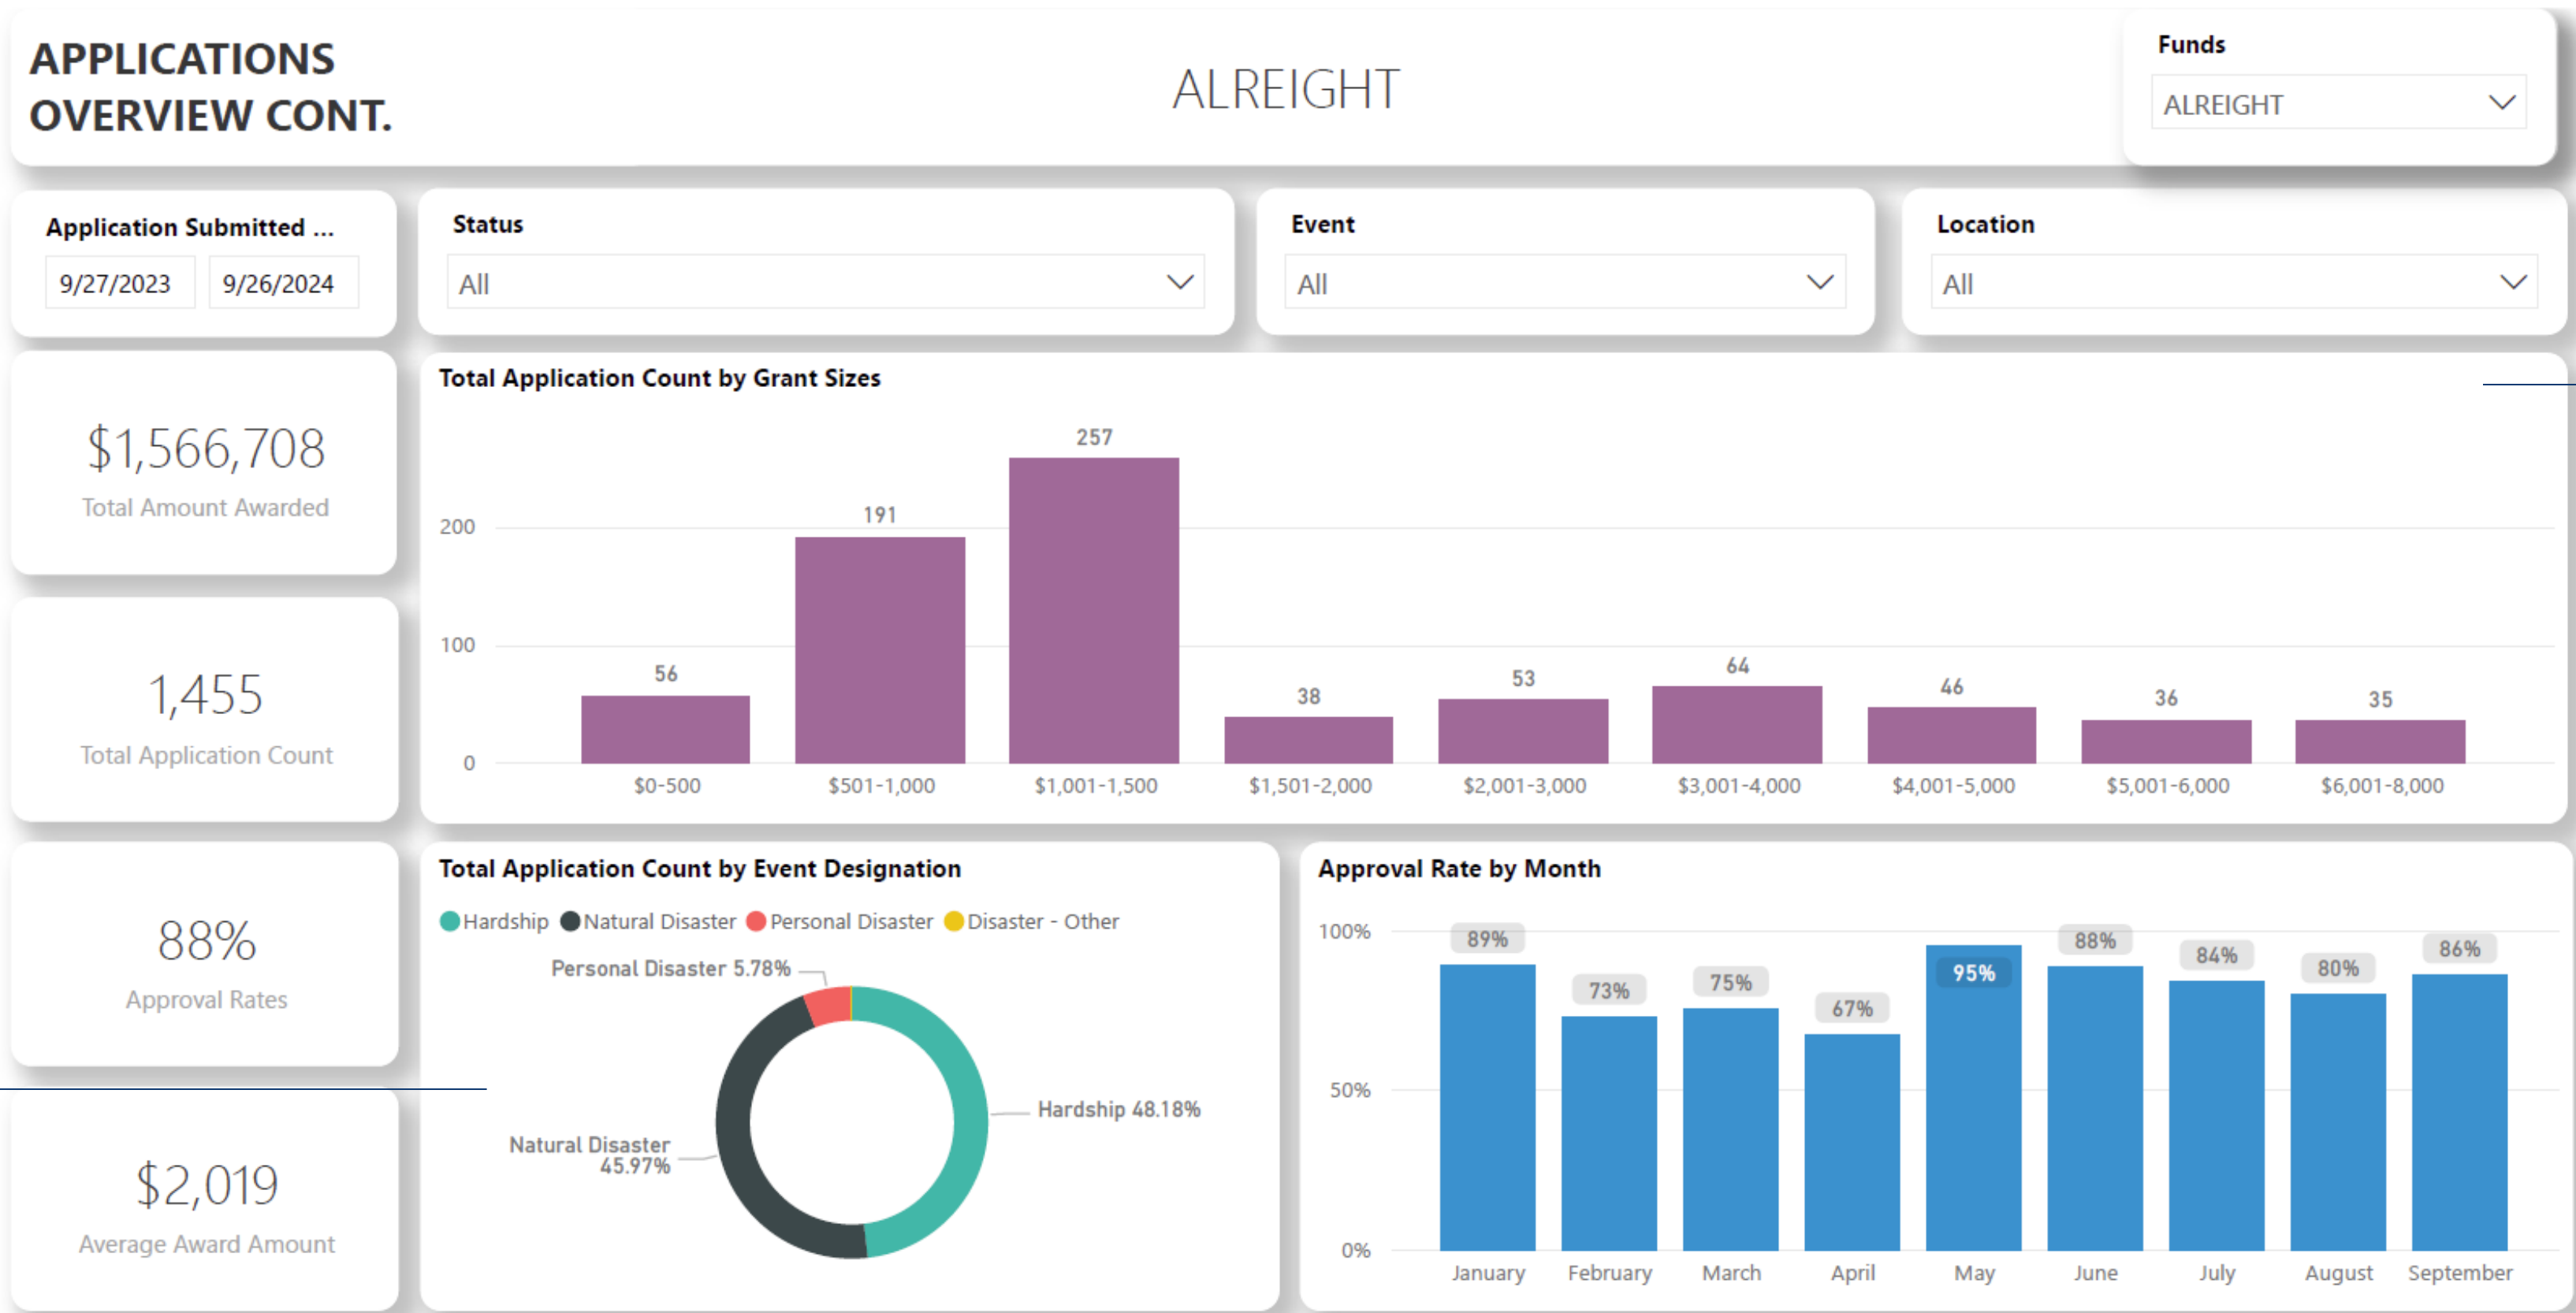 APPLICATIONS
OVERVIEW CONT.
ALREIGHT
Funds
ALREIGHT
Application Submitted ...
9/27/2023 9/26/2024
Status
All
Event
All
Location
All
$1,566,708
Total Amount Awarded
1,455
Total Application Count
88%
Approval Rates
$2,019
Average Award Amount
Total Application Count by Grant Sizes
200
100
0
56
191
257
38
53
64
46
36
35
$0-500
$501-1,000
$1,001-1,500
$1,501-2,000
$2,001-3,000
$3,001-4,000
$4,001-5,000
$5,001-6,000
$6,001-8,000
Total Application Count by Event Designation
Hardship Natural Disaster Personal Disaster Disaster - Other
Personal Disaster 5.78%
Hardship 48.18%
Natural Disaster
45.97%
Approval Rate by Month
100%
50%
0%
89%
73%
75%
67%
95%
88%
84%
80%
86%
January
February
March
April
May
June
July
August
September